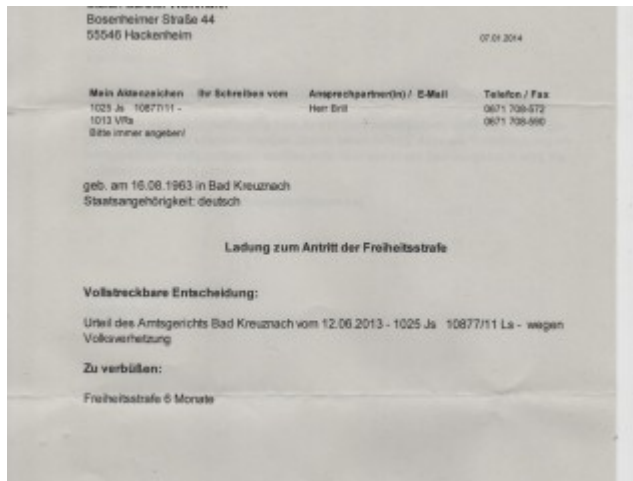 Bosenheimer Straße 44
55546 Hackenheim
07.01.2014
Mein Aktenzeichen Ihr Schreiben vom Ansprechpartner(in) / E-Mail Telefon / Fax
1025 Js 10877/11 - Herr Brill 0671 708-572
1013 VRs 0671 708-590
Bitte immer angeben!
geb. am 16.08.1963 in Bad Kreuznach
Staatsangehörigkeit: deutsch
Ladung zum Antritt der Freiheitsstrafe
Vollstreckbare Entscheidung:
Urteil des Amtsgerichts Bad Kreuznach vom 12.06.2013 - 1025 Js 10877/11 Ls - wegen
Volksverhetzung
Zu verbüßen:
Freiheitsstrafe 6 Monate